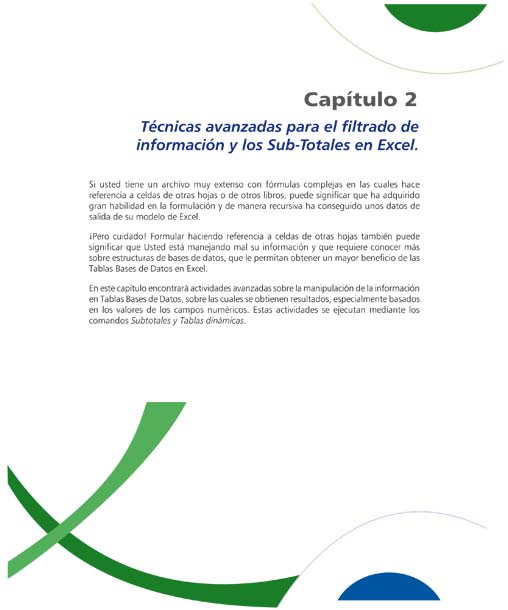 Capítulo 2
Técnicas avanzadas para el filtrado de
información y los Sub-Totales en Excel.
Si usted tiene un archivo muy extenso con fórmulas complejas en las cuales hace
referencia a celdas de otras hojas o de otros libros, puede significar que ha adquirido
gran habilidad en la formulación y de manera recursiva ha conseguido unos datos de
salida de su modelo de Excel.
¡Pero cuidado! Formular haciendo referencia a celdas de otras hojas también puede
significar que Usted está manejando mal su información y que requiere conocer más
sobre estructuras de bases de datos, que le permitan obtener un mayor beneficio de las
Tablas Bases de Datos en Excel.
En este capítulo encontrará actividades avanzadas sobre la manipulación de la información
en Tablas Bases de Datos, sobre las cuales se obtienen resultados, especialmente basados
en los valores de los campos numéricos. Estas actividades se ejecutan mediante los
comandos Subtotales y Tablas dinámicas.